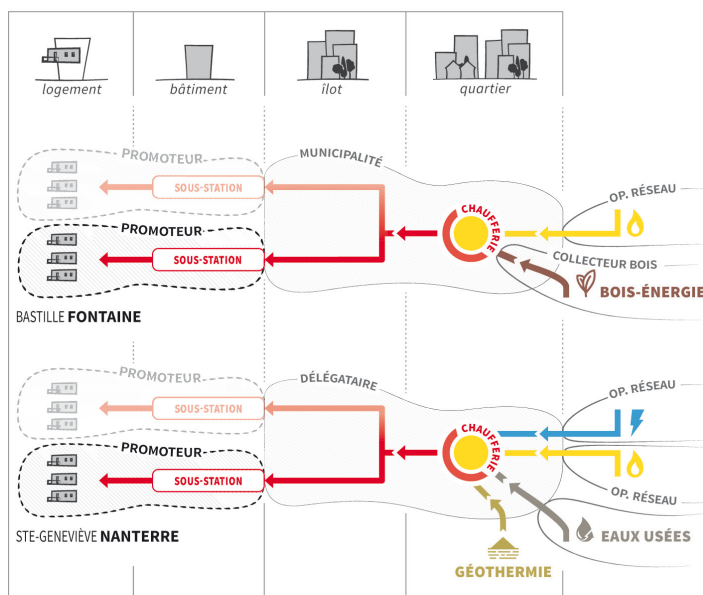 logement
bâtiment
îlot
quartier
PROMOTEUR
MUNICIPALITÉ
SOUS-STATION
OP. RÉSEAU
CHAUFFERIE
PROMOTEUR
SOUS-STATION
COLLECTEUR BOIS
BOIS-ÉNERGIE
BASTILLE FONTAINE
PROMOTEUR
DÉLÉGATAIRE
OP. RÉSEAU
SOUS-STATION
CHAUFFERIE
PROMOTEUR
SOUS-STATION
OP. RÉSEAU
STE-GENEVIÈVE NANTERRE
EAUX USÉES
GÉOTHERMIE